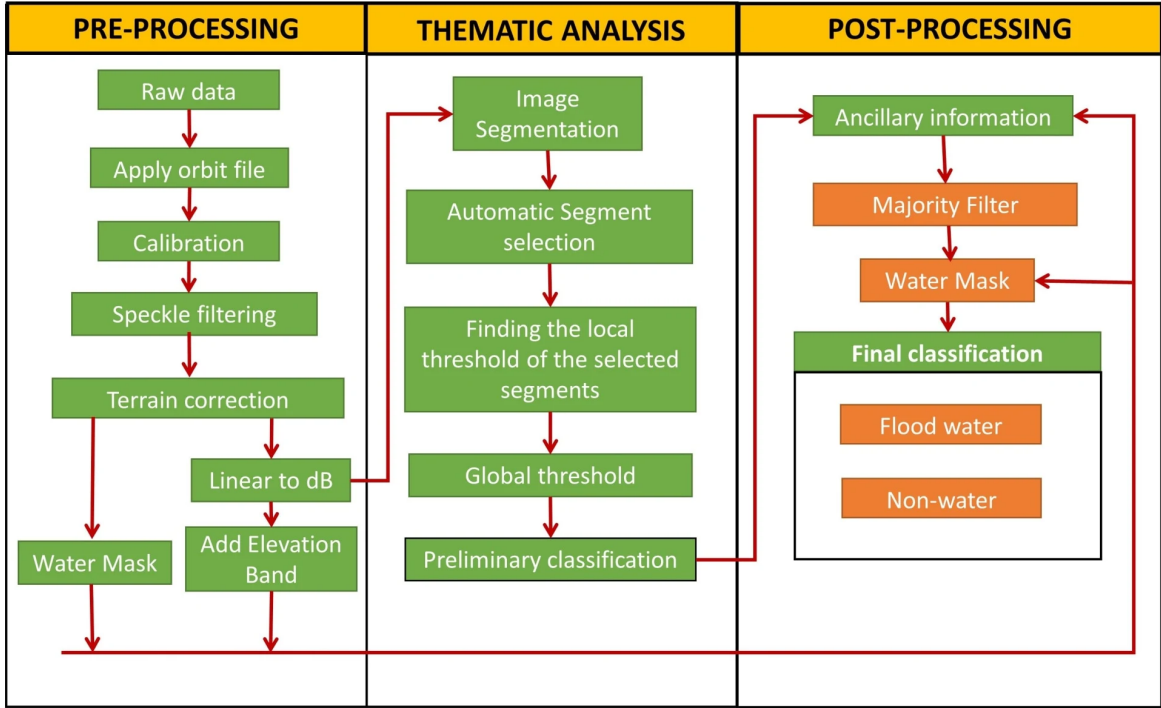 PRE-PROCESSING
Raw data
Apply orbit file
Calibration
Speckle filtering
Terrain correction
Linear to dB
Water Mask
Add Elevation
Band
THEMATIC ANALYSIS
Image
Segmentation
Automatic Segment
selection
Finding the local
threshold of the selected
segments
Global threshold
Preliminary classification
POST-PROCESSING
Ancillary information
Majority Filter
Water Mask
Final classification
Flood water
Non-water